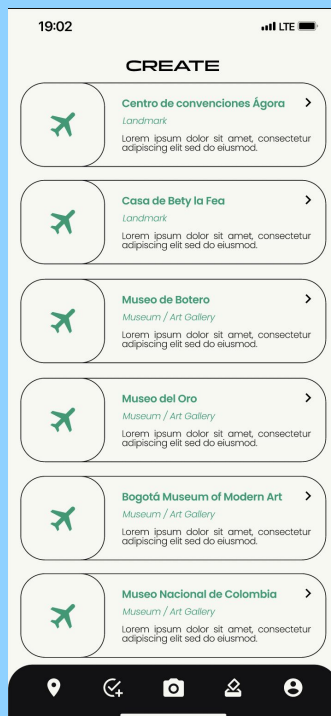 19:02
LTE
CREATE
Centro de convenciones Ágora
Landmark
Lorem ipsum dolor sit amet, consectetur
adipiscing elit sed do eiusmod.
Casa de Bety la Fea
Landmark
Lorem ipsum dolor sit amet, consectetur
adipiscing elit sed do eiusmod.
Museo de Botero
Museum / Art Gallery
Lorem ipsum dolor sit amet, consectetur
adipiscing elit sed do eiusmod.
Museo del Oro
Museum / Art Gallery
Lorem ipsum dolor sit amet, consectetur
adipiscing elit sed do eiusmod.
Bogotá Museum of Modern Art
Museum / Art Gallery
Lorem ipsum dolor sit amet, consectetur
adipiscing elit sed do eiusmod.
Museo Nacional de Colombia
Museum / Art Gallery
Lorem ipsum dolor sit amet, consectetur
adipiscing elit sed do eiusmod.